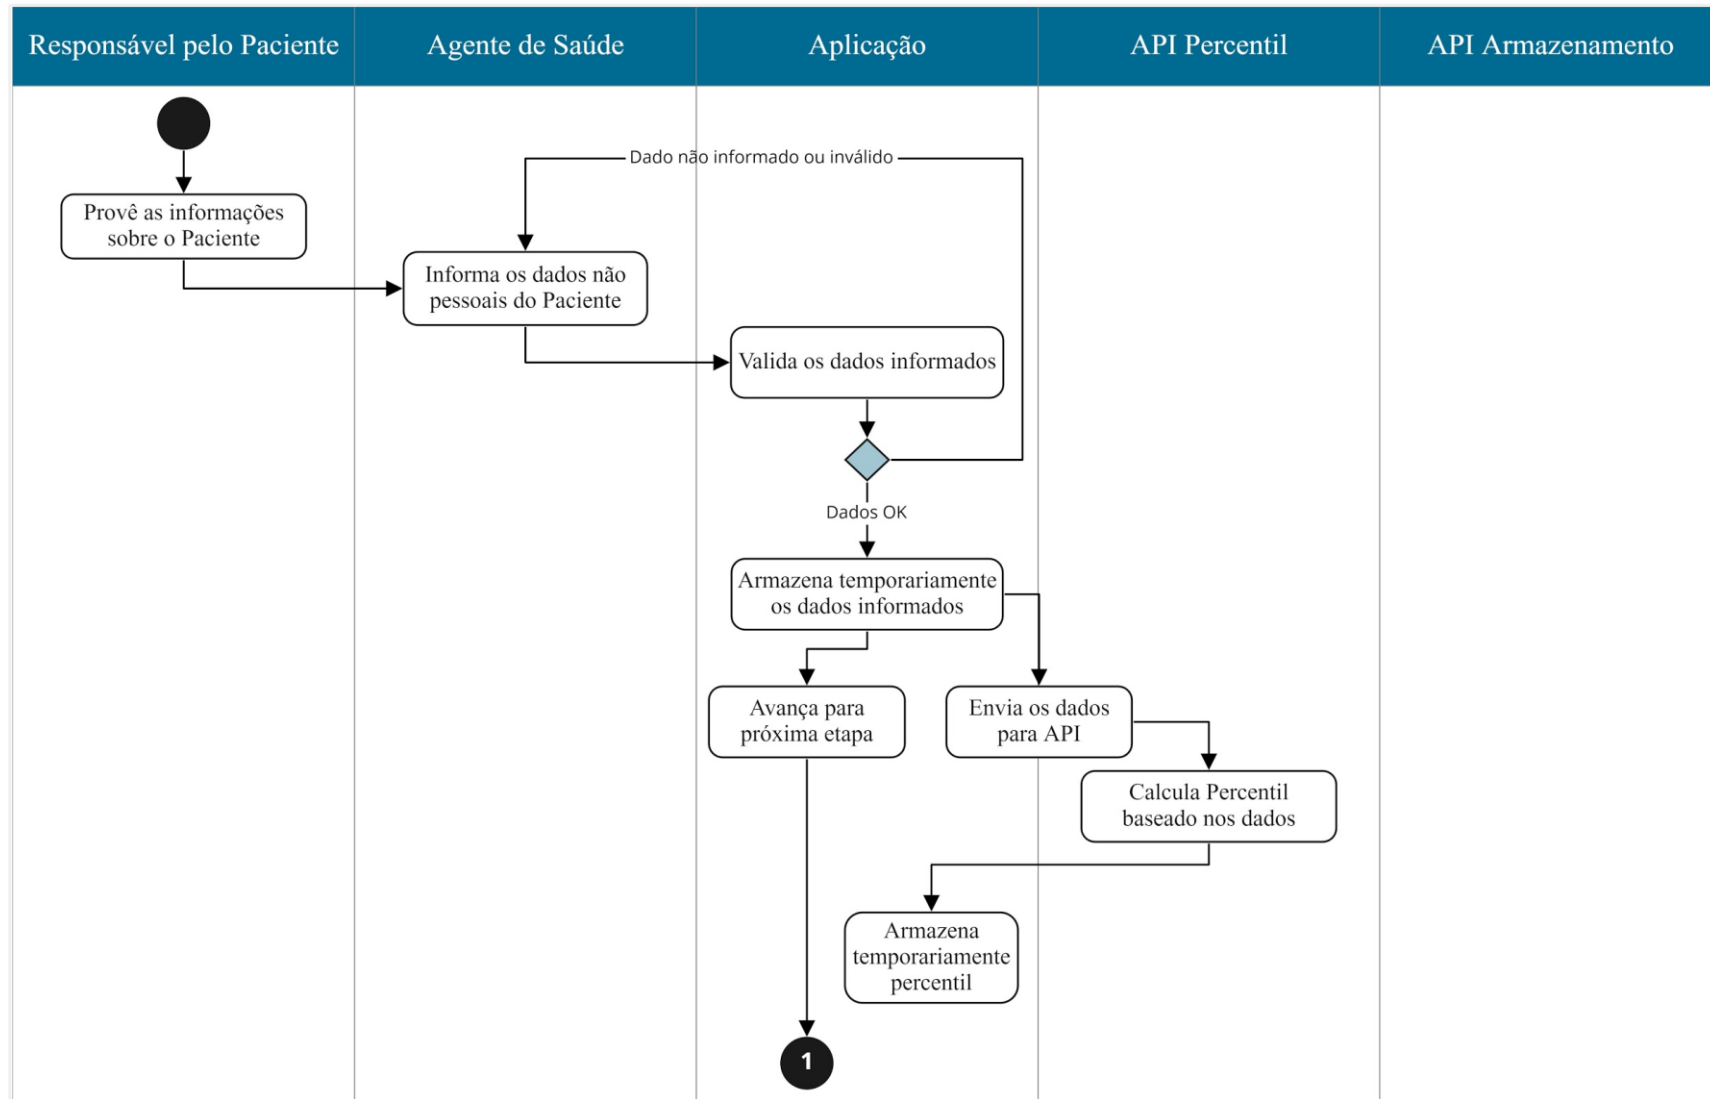 Responsável pelo Paciente
Agente de Saúde
Aplicação
API Percentil
API Armazenamento
Dado não informado ou inválido
Provê as informações
sobre o Paciente
Informa os dados não
pessoais do Paciente
Valida os dados informados
Dados OK
Armazena temporariamente
os dados informados
Avança para
próxima etapa
Envia os dados
para API
Calcula Percentil
baseado nos dados
Armazena
temporariamente
percentil
1